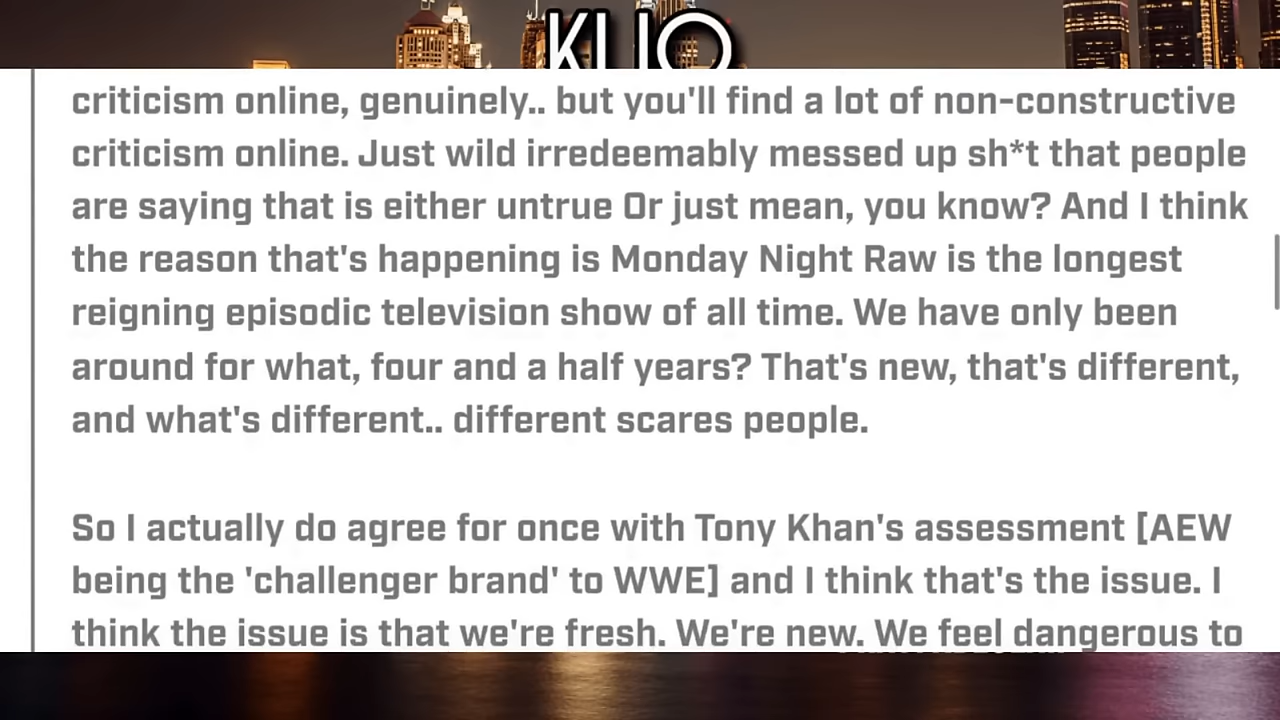 criticism online, genuinely.. but you'll find a lot of non-constructive
criticism online. Just wild irredeemably messed up sh*t that people
are saying that is either untrue Or just mean, you know? And I think
the reason that's happening is Monday Night Raw is the longest
reigning episodic television show of all time. We have only been
around for what, four and a half years? That's new, that's different,
and what's different.. different scares people.
So I actually do agree for once with Tony Khan's assessment [AEW
being the 'challenger brand' to WWE] and I think that's the issue. I
think the issue is that we're fresh. We're new. We feel dangerous to